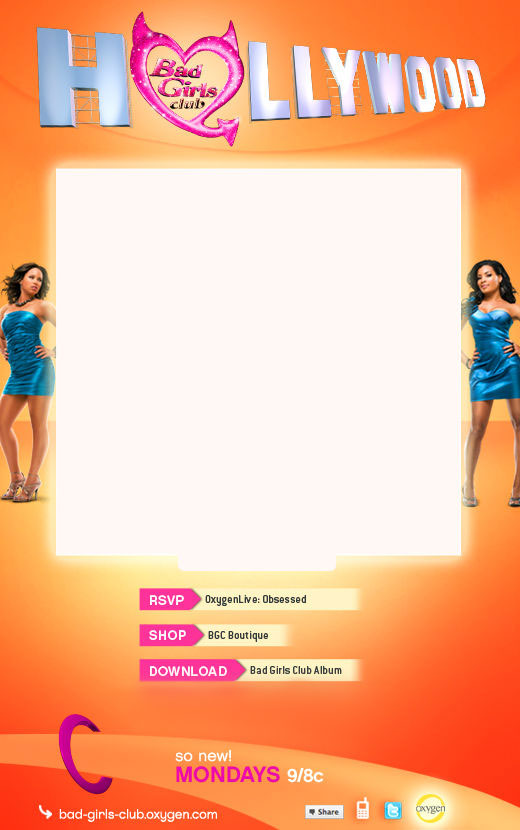 HOLLYWOOD
Bad
Girls
club
RSVP OxygenLive: Obsessed
SHOP BGC Boutique
DOWNLOAD Bad Girls Club Album
so new!
MONDAYS 9/8c
bad-girls-club.oxygen.com
Share
t
oxygen